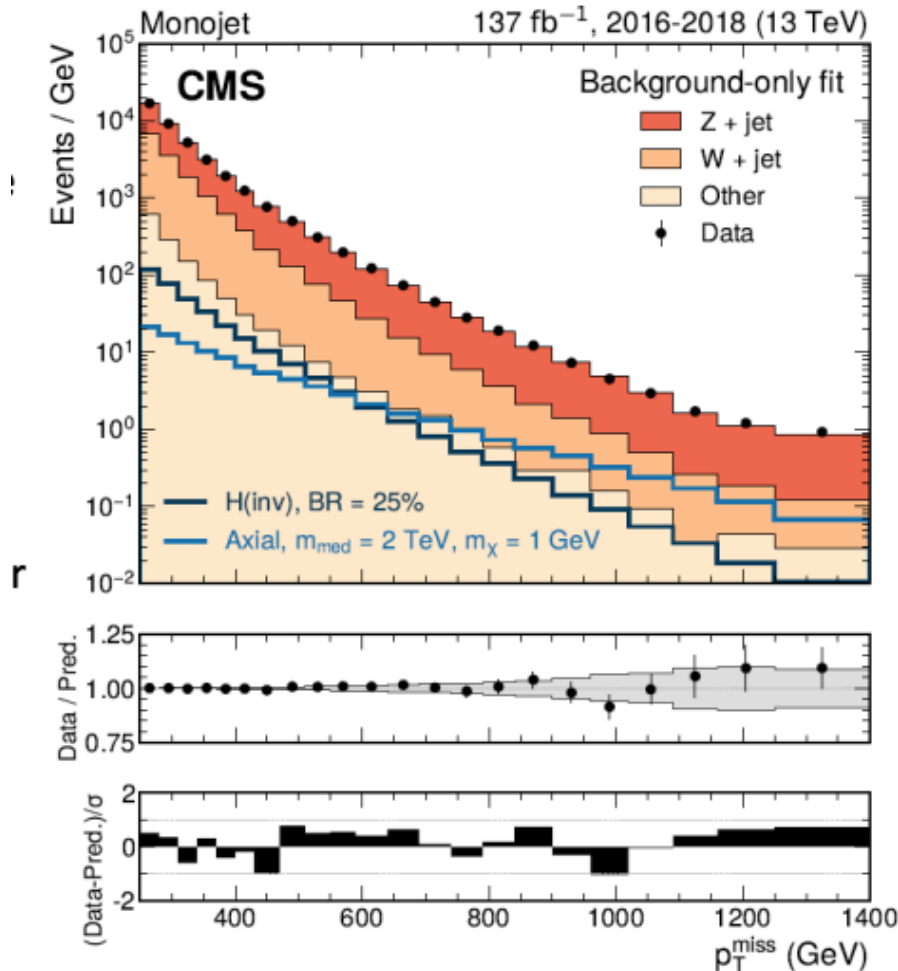 Monojet 137 fb⁻¹, 2016-2018 (13 TeV)
CMS
Background-only fit
Z + jet
W + jet
Other
Data
Events / GeV
10⁵
10⁴
10³
10²
10¹
10⁰
10⁻¹
10⁻²
H(inv), BR = 25%
Axial, m_med = 2 TeV, m_χ = 1 GeV
r
Data / Pred.
1.25
1.00
0.75
(Data-Pred.)/σ
2
0
-2
400 600 800 1000 1200 1400
p_T^miss (GeV)